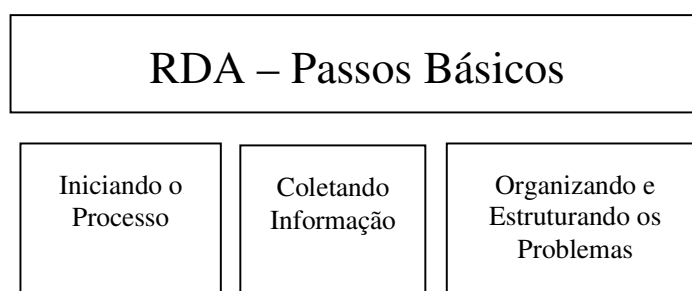 RDA – Passos Básicos
Iniciando o
Processo
Coletando
Informação
Organizando e
Estruturando os
Problemas